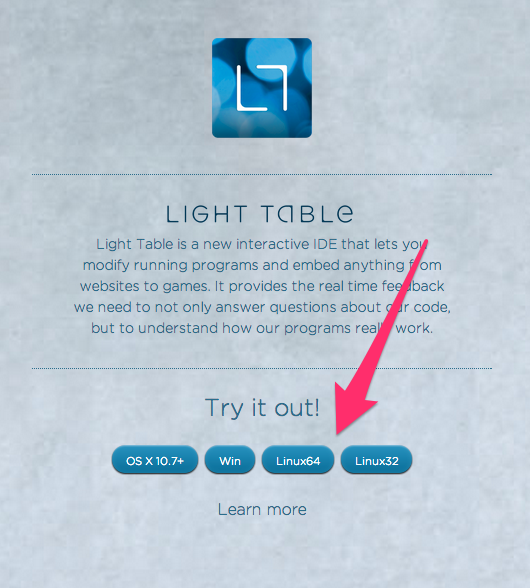 LT
LIGHT TABLE
Light Table is a new interactive IDE that lets you
modify running programs and embed anything from
websites to games. It provides the real time feedback
we need to not only answer questions about our code,
but to understand how our programs really work.
Try it out!
OS X 10.7+ Win Linux64 Linux32
Learn more